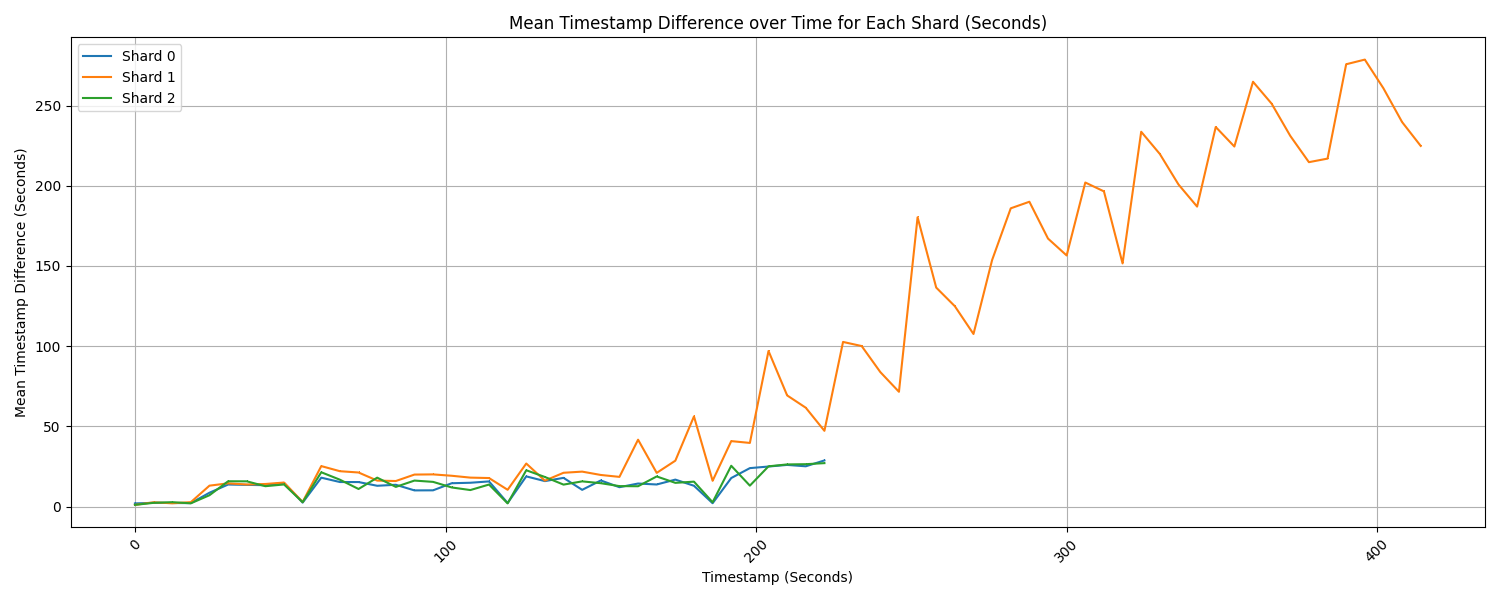 Mean Timestamp Difference over Time for Each Shard (Seconds)
Shard 0
Shard 1
Shard 2
Mean Timestamp Difference (Seconds)
250
200
150
100
50
0
0
100
200
300
400
Timestamp (Seconds)